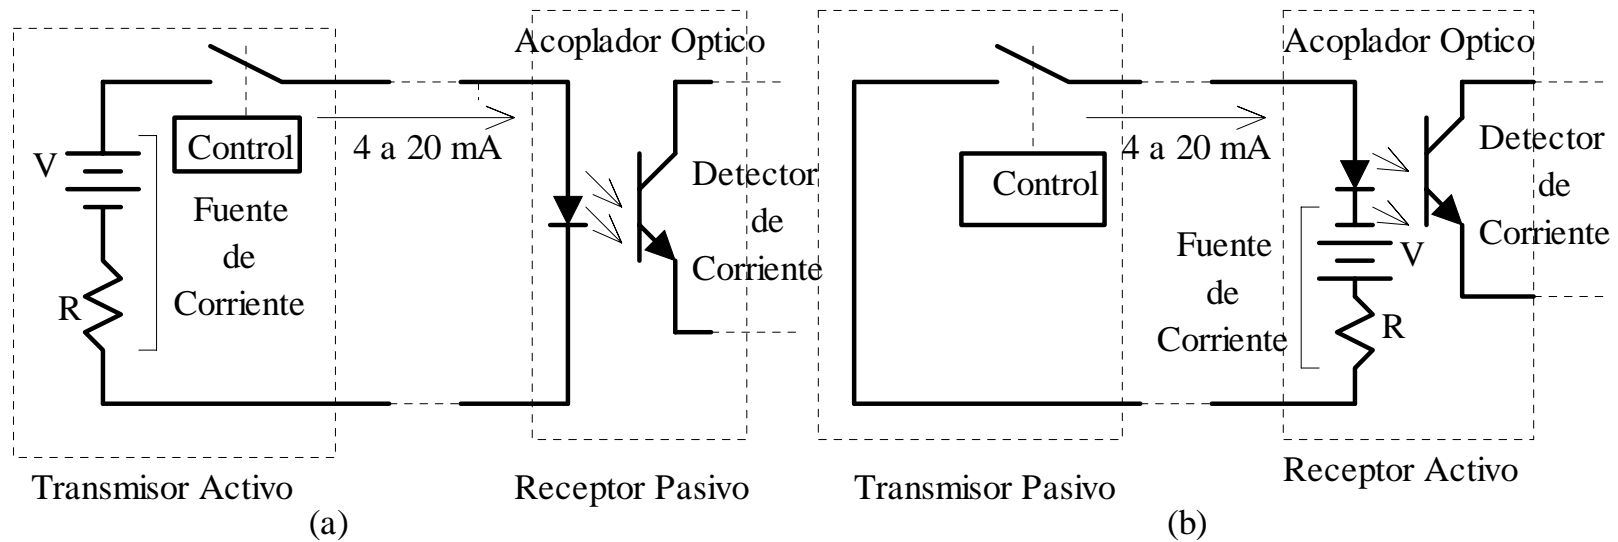 Acoplador Optico
V
Control
4 a 20 mA
Fuente
de
Corriente
R
Detector
de
Corriente
Transmisor Activo
Receptor Pasivo
(a)
Acoplador Optico
Control
4 a 20 mA
Detector
de
Corriente
Fuente
de
Corriente
V
R
Transmisor Pasivo
Receptor Activo
(b)